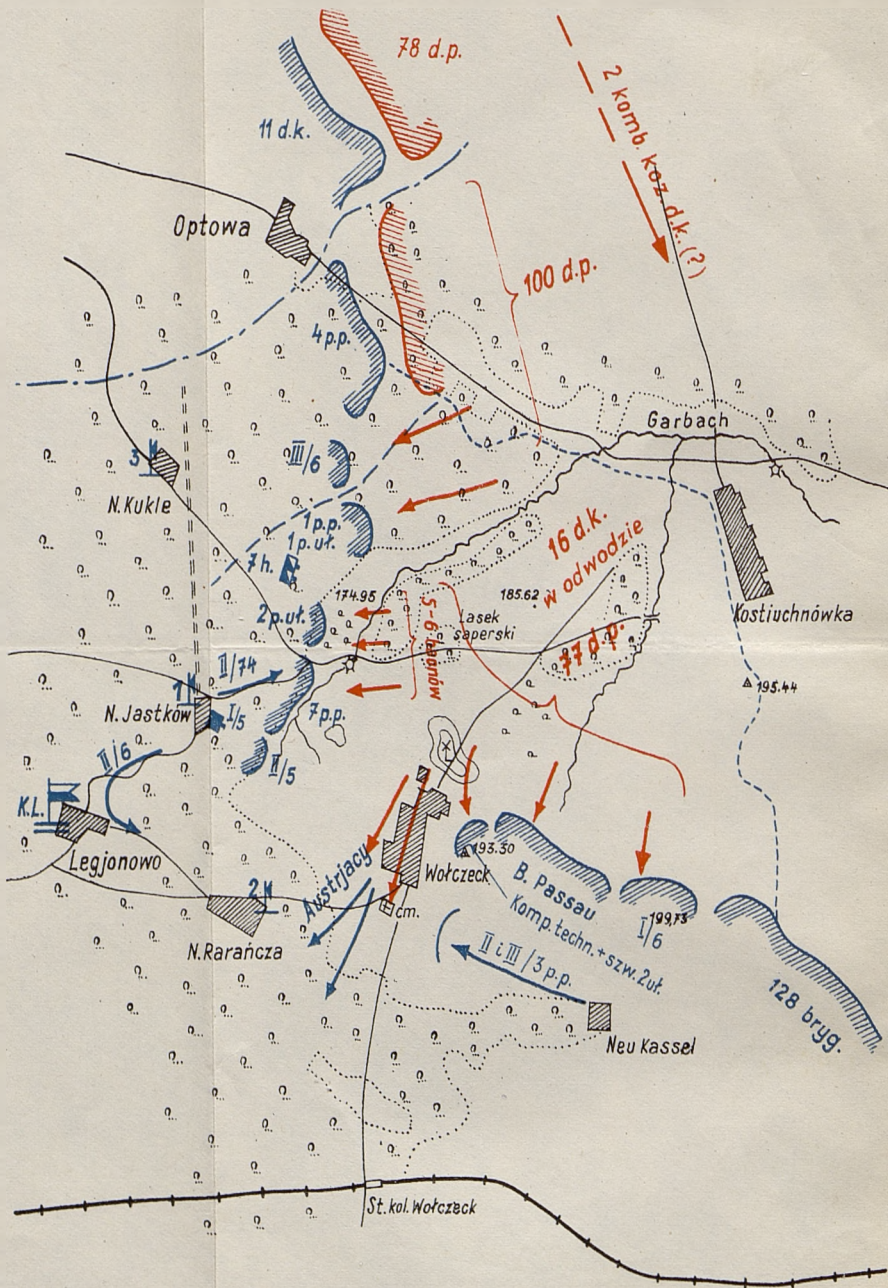 78 d.p.
11 d.k.
2 komb. koz. d.k. (?)
Optowa
100 d.p.
4 p.p.
Garbach
3
III/6
N. Kukle
1 p.p.
1 p.uł.
7 h.
16 d.k.
w odwodzie
174.95
185.62
Kostiuchnówka
2 p.uł.
5-6 baonów
Lasek
saperski
77 d.p.
II/74
195.44
1
N. Jastków
I/5
7 p.p.
II/6
II/5
K.L.
Legjonowo
193.30
Wołczeck
B. Passau
Austrjacy
Komp. techn. + szw. 2 uł.
199,73
I/6
2
cm.
N. Rarańcza
II i III / 3 p.p.
128 bryg.
Neu Kassel
St. kol. Wołczeck